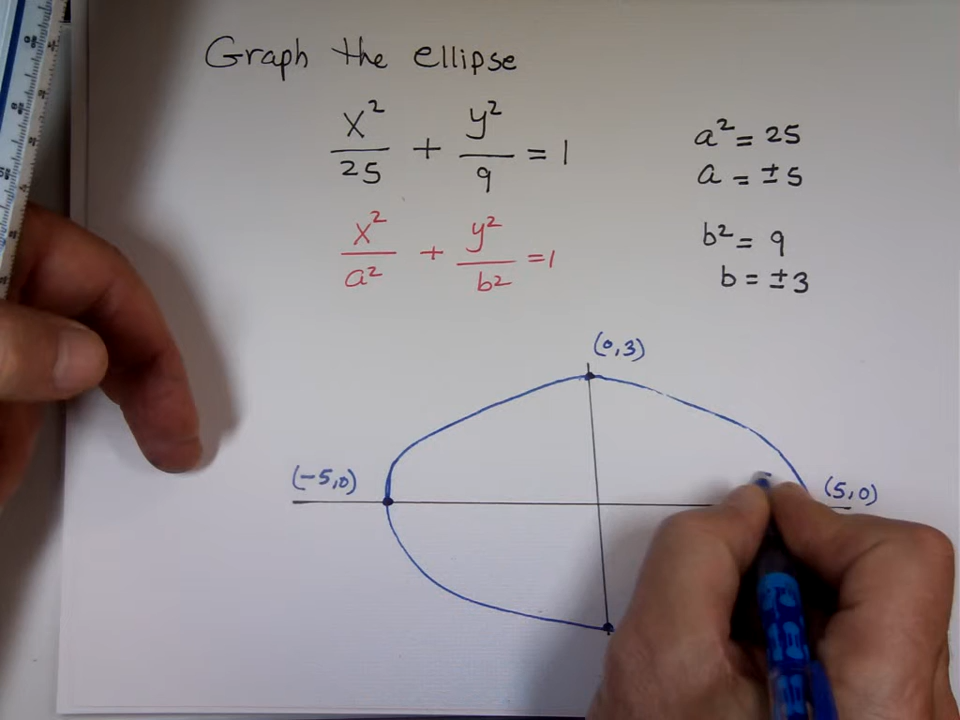 Graph the ellipse
x²/25 + y²/9 = 1
a² = 25
a = ±5
x²/a² + y²/b² = 1
b² = 9
b = ±3
(0,3)
(-5,0)
(5,0)